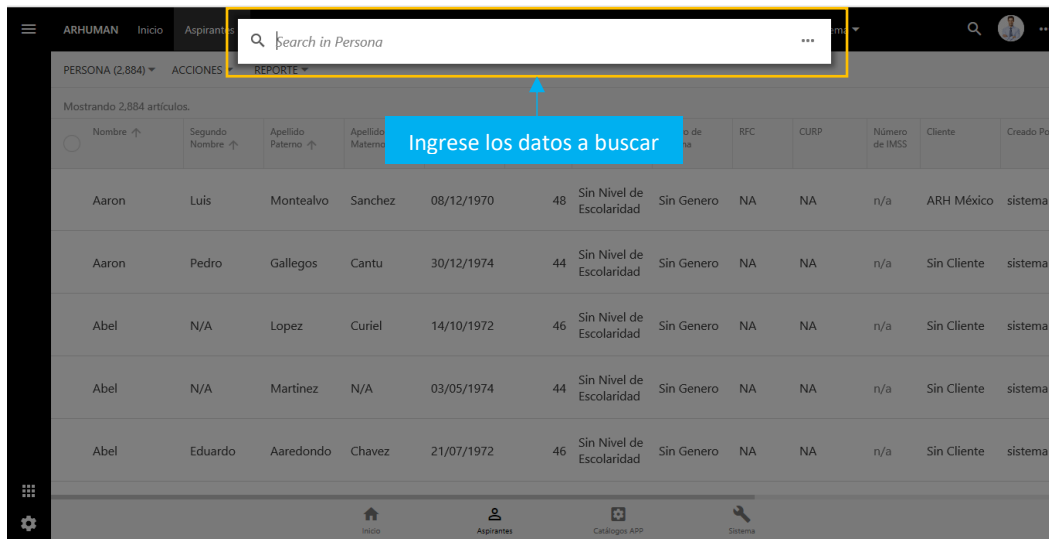 ARHUMAN Inicio Aspirantes
Search in Persona
PERSONA (2,884) ACCIONES REPORTE
Mostrando 2,884 artículos.
Ingrese los datos a buscar
Nombre Segundo Nombre Apellido Paterno Apellido Materno RFC CURP Número de IMSS Cliente Creado Po
Aaron Luis Montealvo Sanchez 08/12/1970 48 Sin Nivel de Escolaridad Sin Genero NA NA n/a ARH México sistema
Aaron Pedro Gallegos Cantu 30/12/1974 44 Sin Nivel de Escolaridad Sin Genero NA NA n/a Sin Cliente sistema
Abel N/A Lopez Curiel 14/10/1972 46 Sin Nivel de Escolaridad Sin Genero NA NA n/a Sin Cliente sistema
Abel N/A Martinez N/A 03/05/1974 44 Sin Nivel de Escolaridad Sin Genero NA NA n/a Sin Cliente sistema
Abel Eduardo Aaredondo Chavez 21/07/1972 46 Sin Nivel de Escolaridad Sin Genero NA NA n/a Sin Cliente sistema
Inicio Aspirantes Catálogos APP Sistema